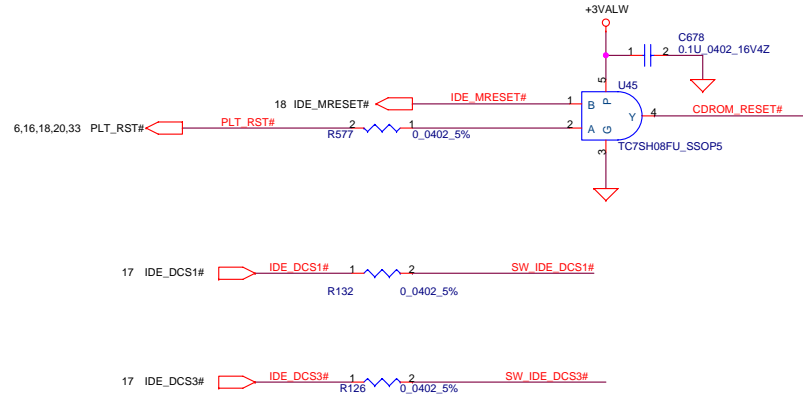 +3VALW
C678
1 2 0.1U_0402_16V4Z
5 U45
18 IDE_MRESET# IDE_MRESET# 1 B P
Y 4 CDROM_RESET#
6,16,18,20,33 PLT_RST# PLT_RST# 2 1 2 A G
R577 0_0402_5%
3 TC7SH08FU_SSOP5
17 IDE_DCS1# IDE_DCS1# 1 2 SW_IDE_DCS1#
R132 0_0402_5%
17 IDE_DCS3# IDE_DCS3# 1 2 SW_IDE_DCS3#
R126 0_0402_5%